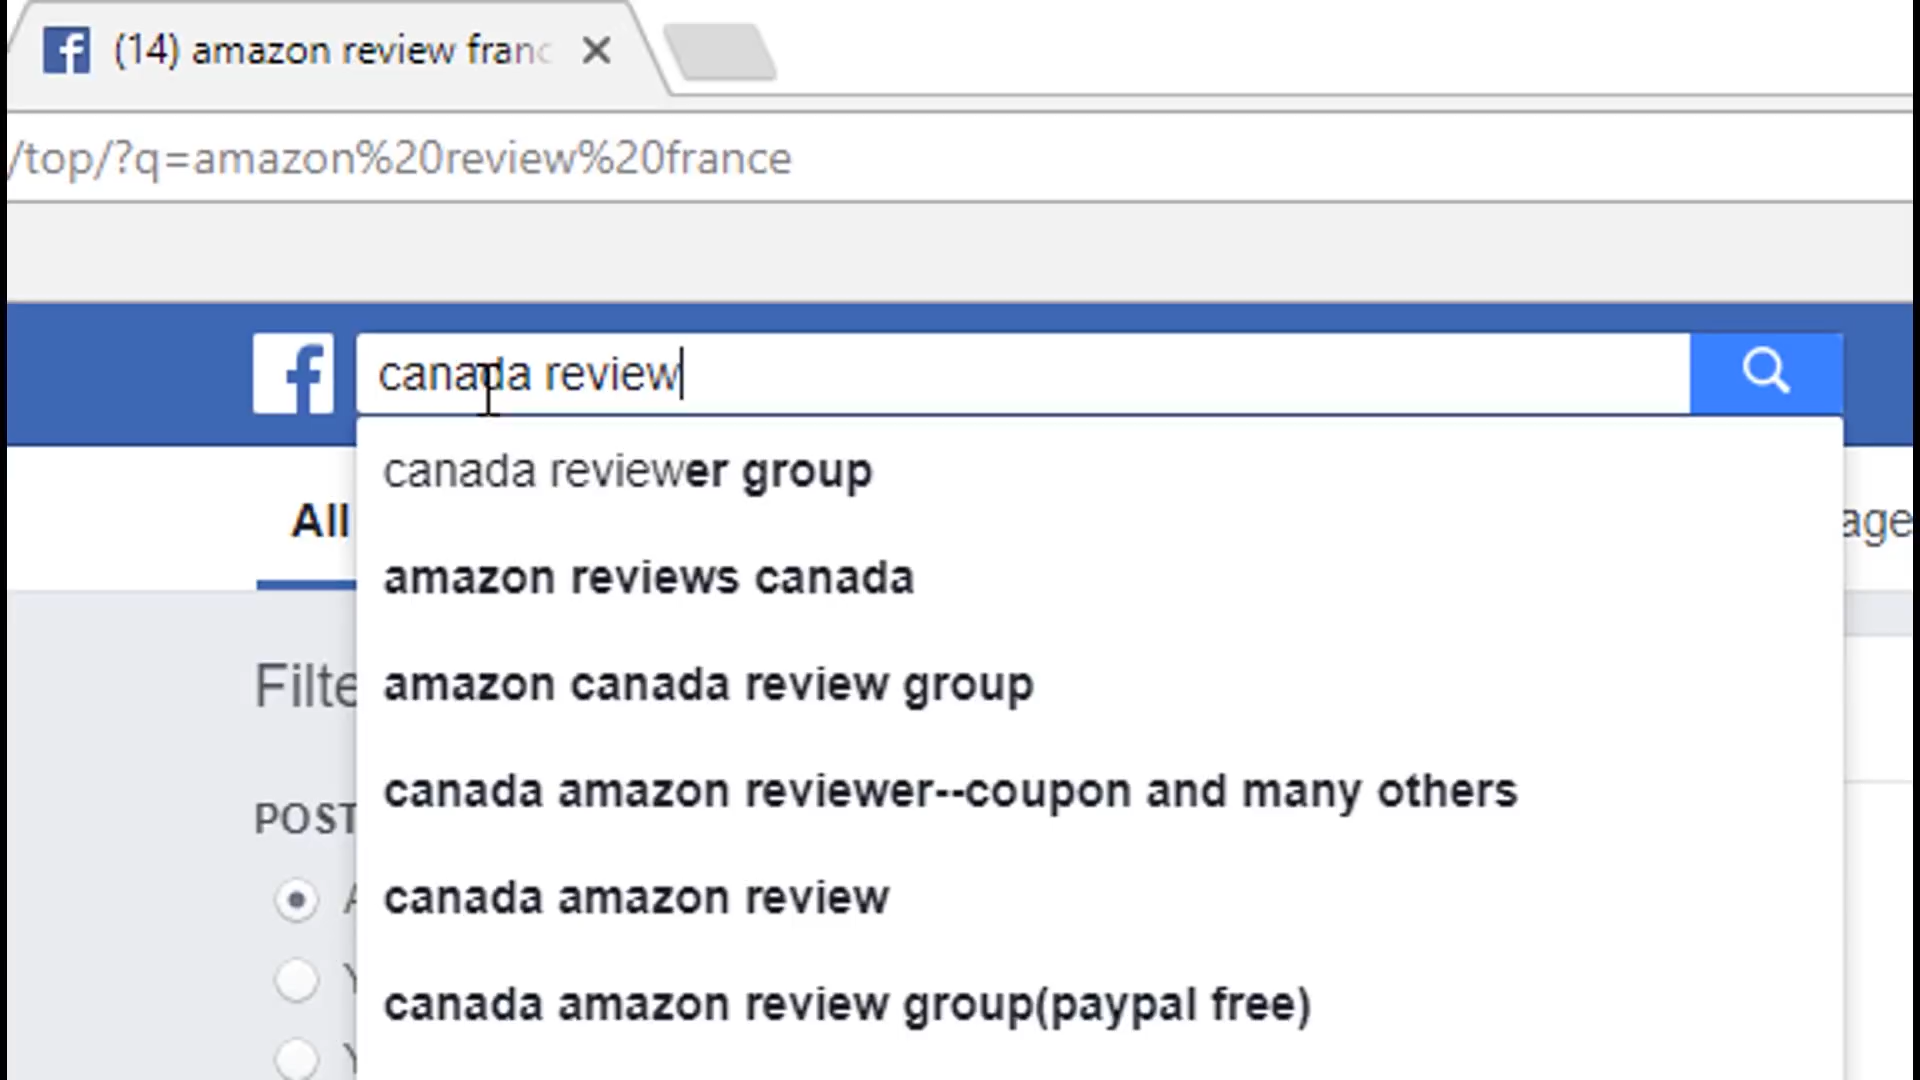 (14) amazon review franc
/top/?q=amazon%20review%20france
canada review
canada reviewer group
All
age
amazon reviews canada
Filte
amazon canada review group
canada amazon reviewer--coupon and many others
POST
canada amazon review
canada amazon review group(paypal free)